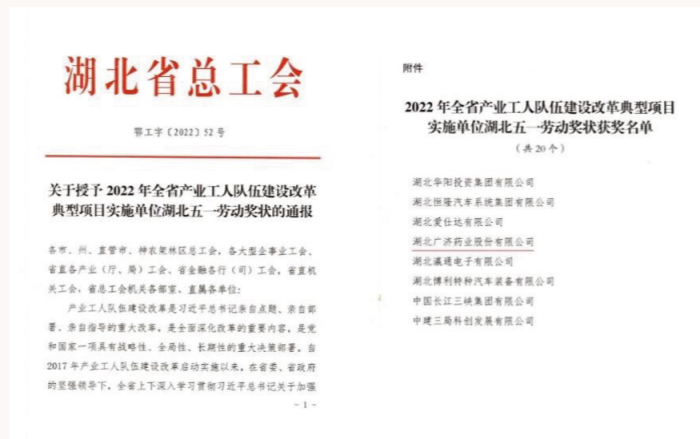 湖北省总工会
鄂工字〔2022〕52号
关于授予2022年全省产业工人队伍建设改革
典型项目实施单位湖北五一劳动奖状的通报
各市、州、直管市、神农架林区总工会，各大型企事业工会、
省直各产业（厅、局）工会、省金融各行（司）工会，省直机
关工会，省总工会机关各部室、直属各单位：
产业工人队伍建设改革是习近平总书记亲自点题、亲自部
署、亲自指导的重大改革，是全面深化改革的重要内容，是党
和国家一项具有战略性、全局性、长期性的重大决策部署。自
2017年产业工人队伍建设改革启动实施以来，在省委、省政府
的坚强领导下，全省上下深入学习贯彻习近平总书记关于加强
－1－
附件
2022年全省产业工人队伍建设改革典型项目
实施单位湖北五一劳动奖状获奖名单
（共20个）
湖北华阳投资集团有限公司
湖北恒隆汽车系统集团有限公司
湖北爱仕达有限公司
湖北广济药业股份有限公司
湖北瀛通电子有限公司
湖北博利特种汽车装备有限公司
中国长江三峡集团有限公司
中建三局科创发展有限公司